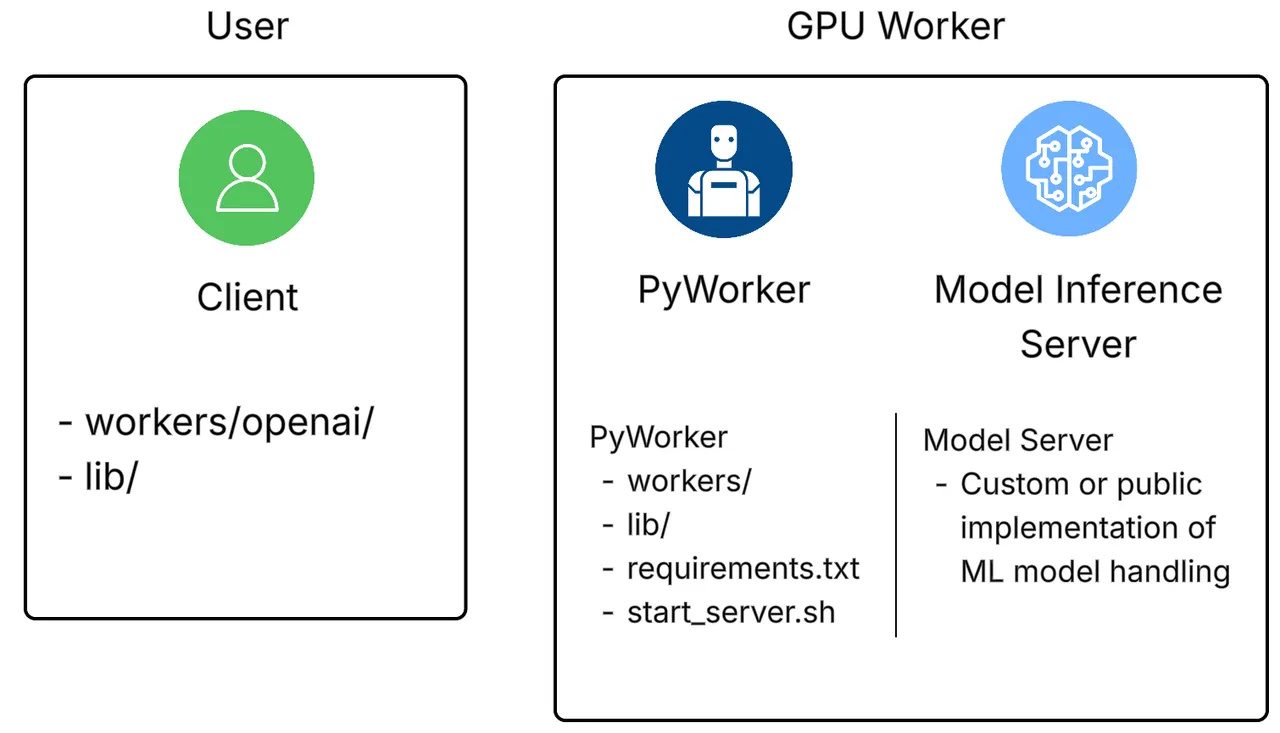 User
Client
- workers/openai/
- lib/
GPU Worker
PyWorker
Model Inference
Server
PyWorker
- workers/
- lib/
- requirements.txt
- start_server.sh
Model Server
- Custom or public
implementation of
ML model handling